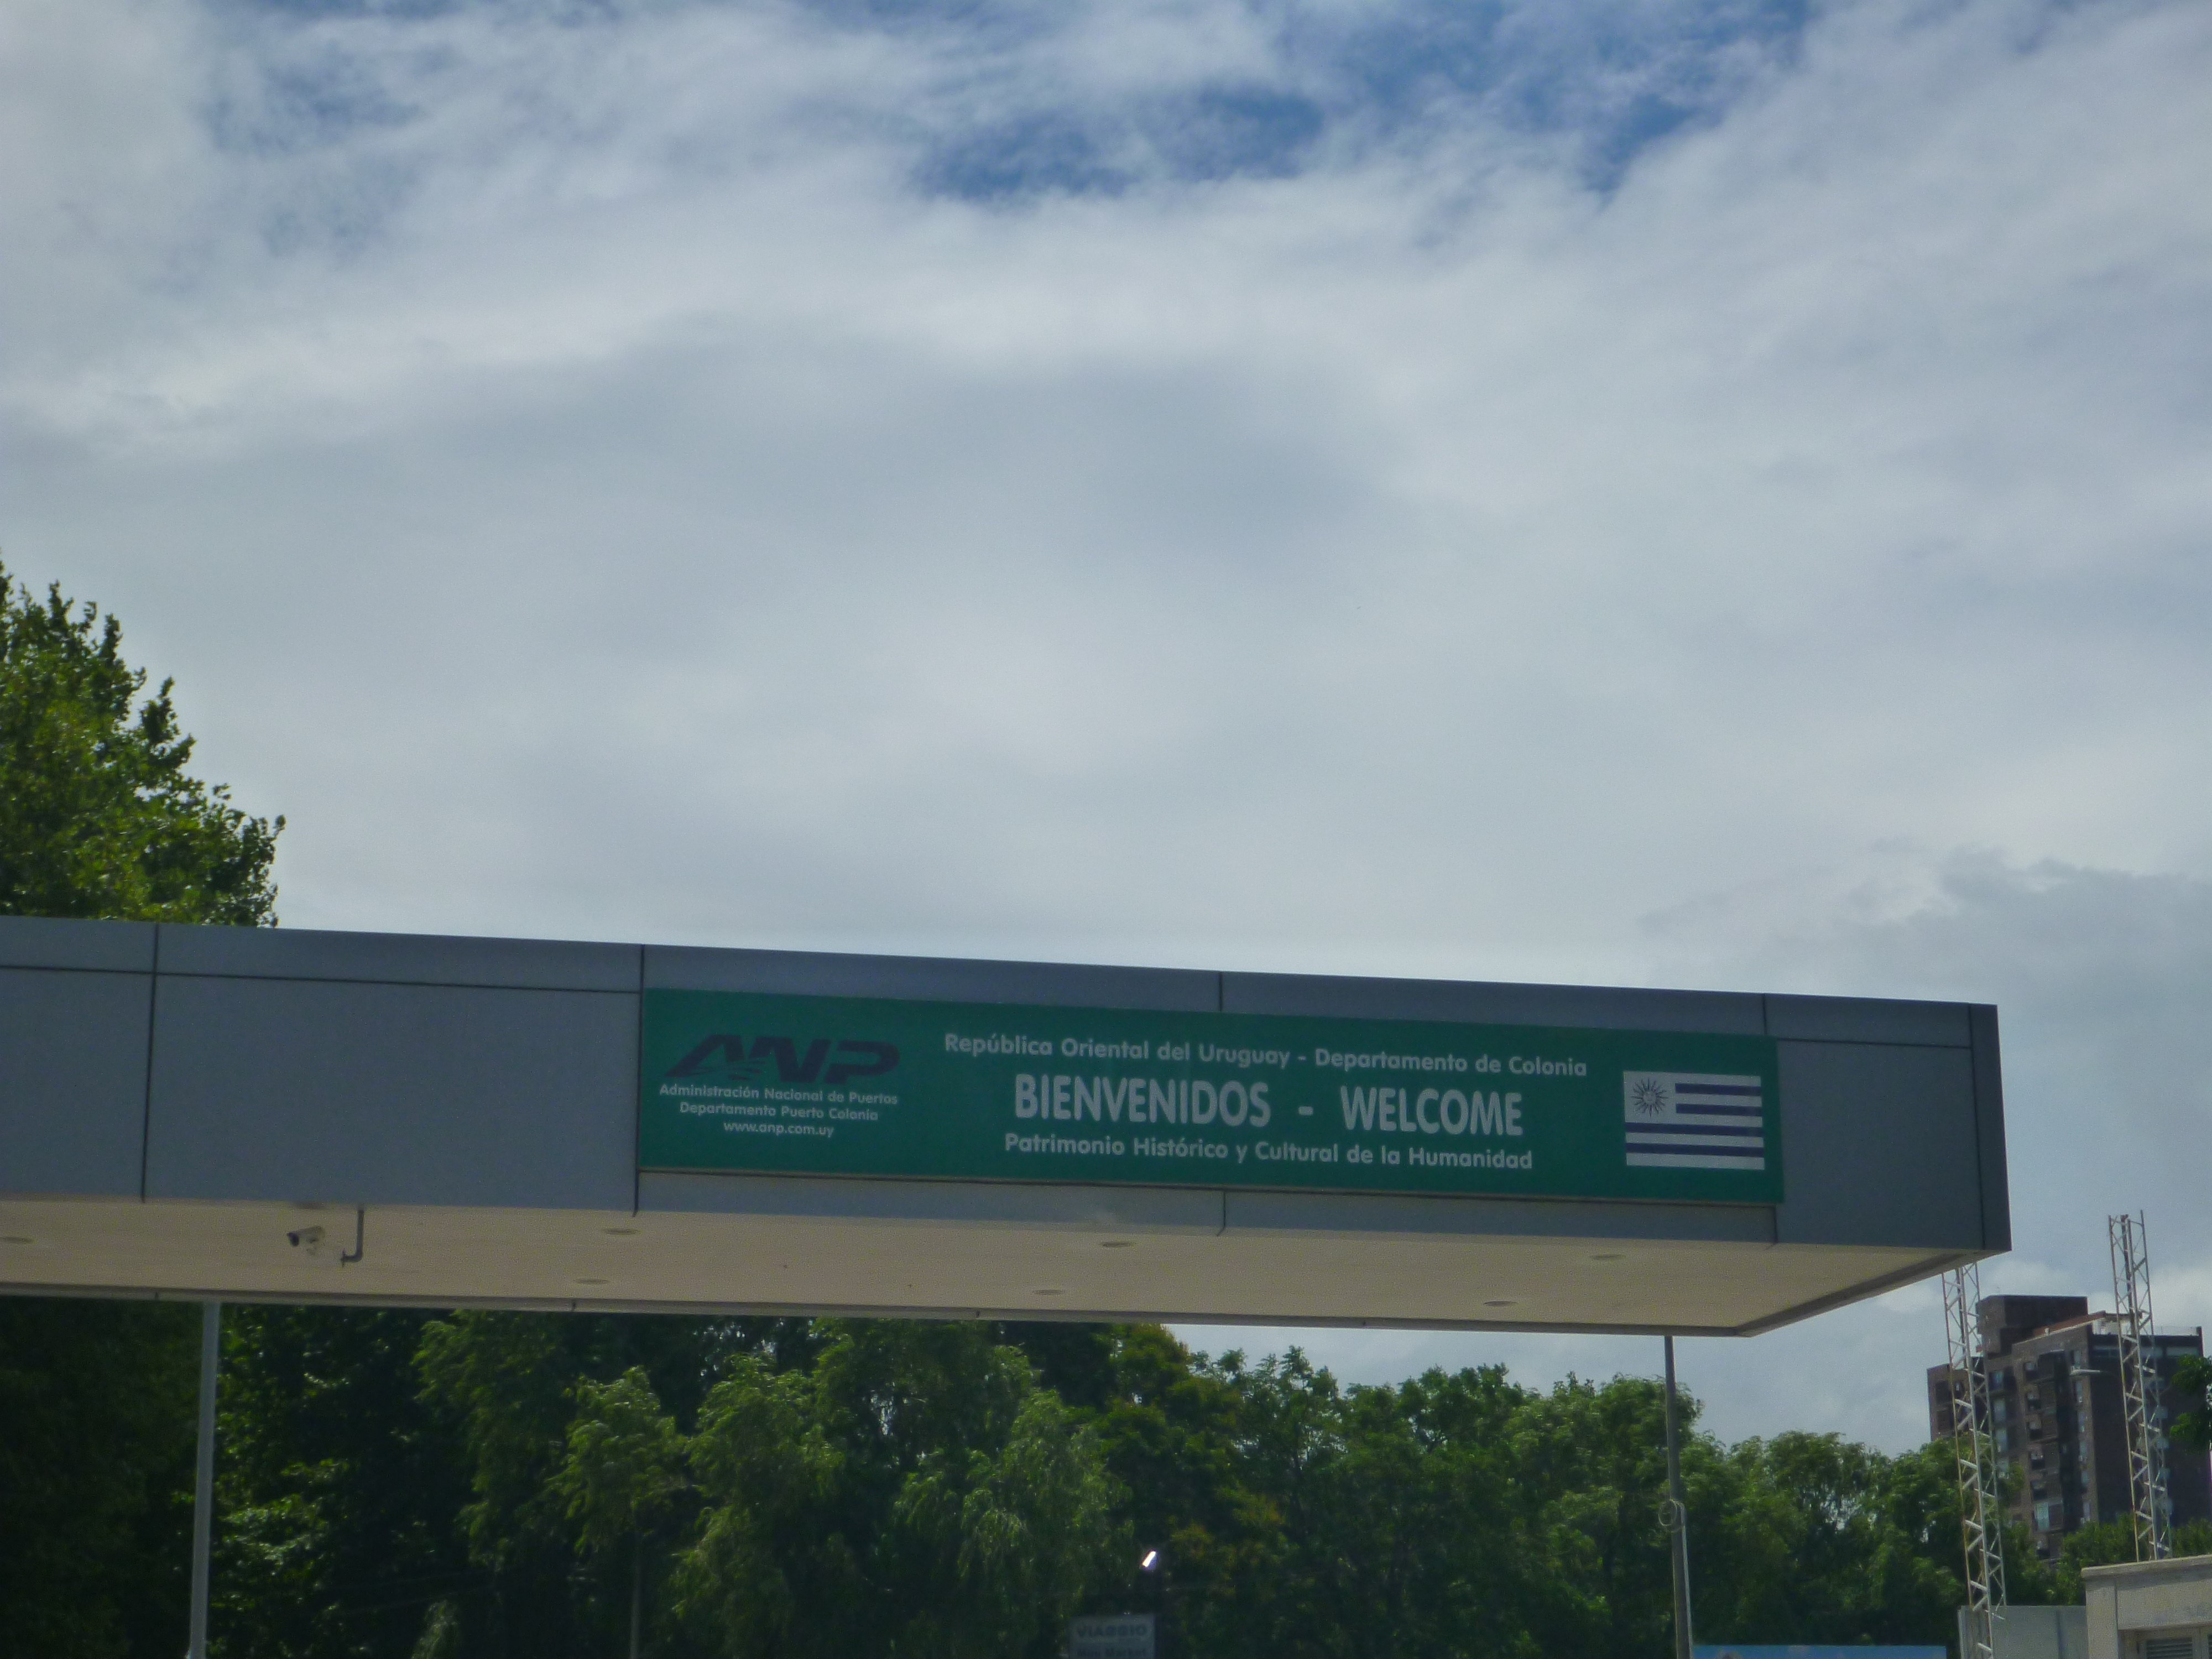 ANP
Administración Nacional de Puertos
Departamento Puerto Colonia
www.anp.com.uy
República Oriental del Uruguay - Departamento de Colonia
BIENVENIDOS - WELCOME
Patrimonio Histórico y Cultural de la Humanidad
VIAGGIO